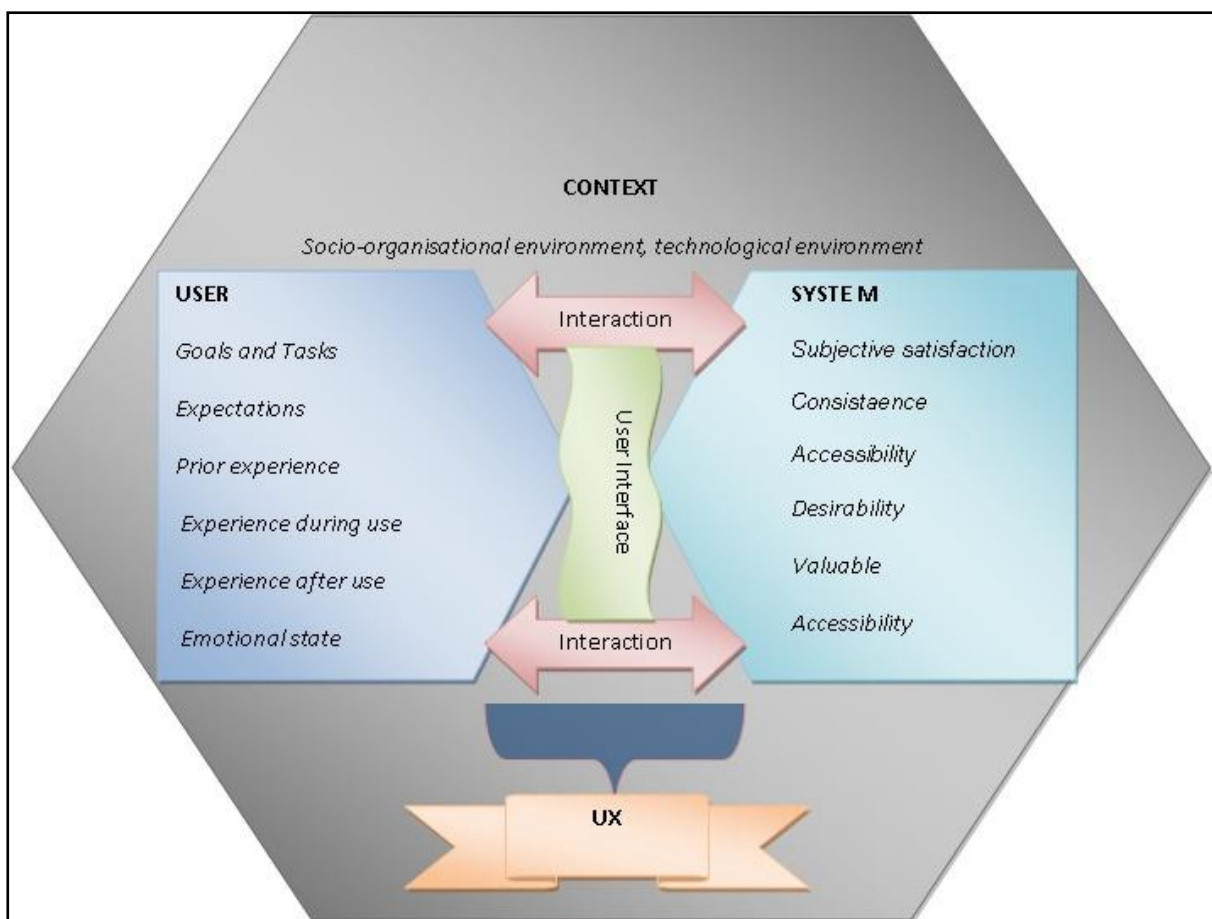 CONTEXT
Socio-organisational environment, technological environment
USER
Goals and Tasks
Expectations
Prior experience
Experience during use
Experience after use
Emotional state
Interaction
User Interface
Interaction
SYSTE M
Subjective satisfaction
Consistaence
Accessibility
Desirability
Valuable
Accessibility
UX